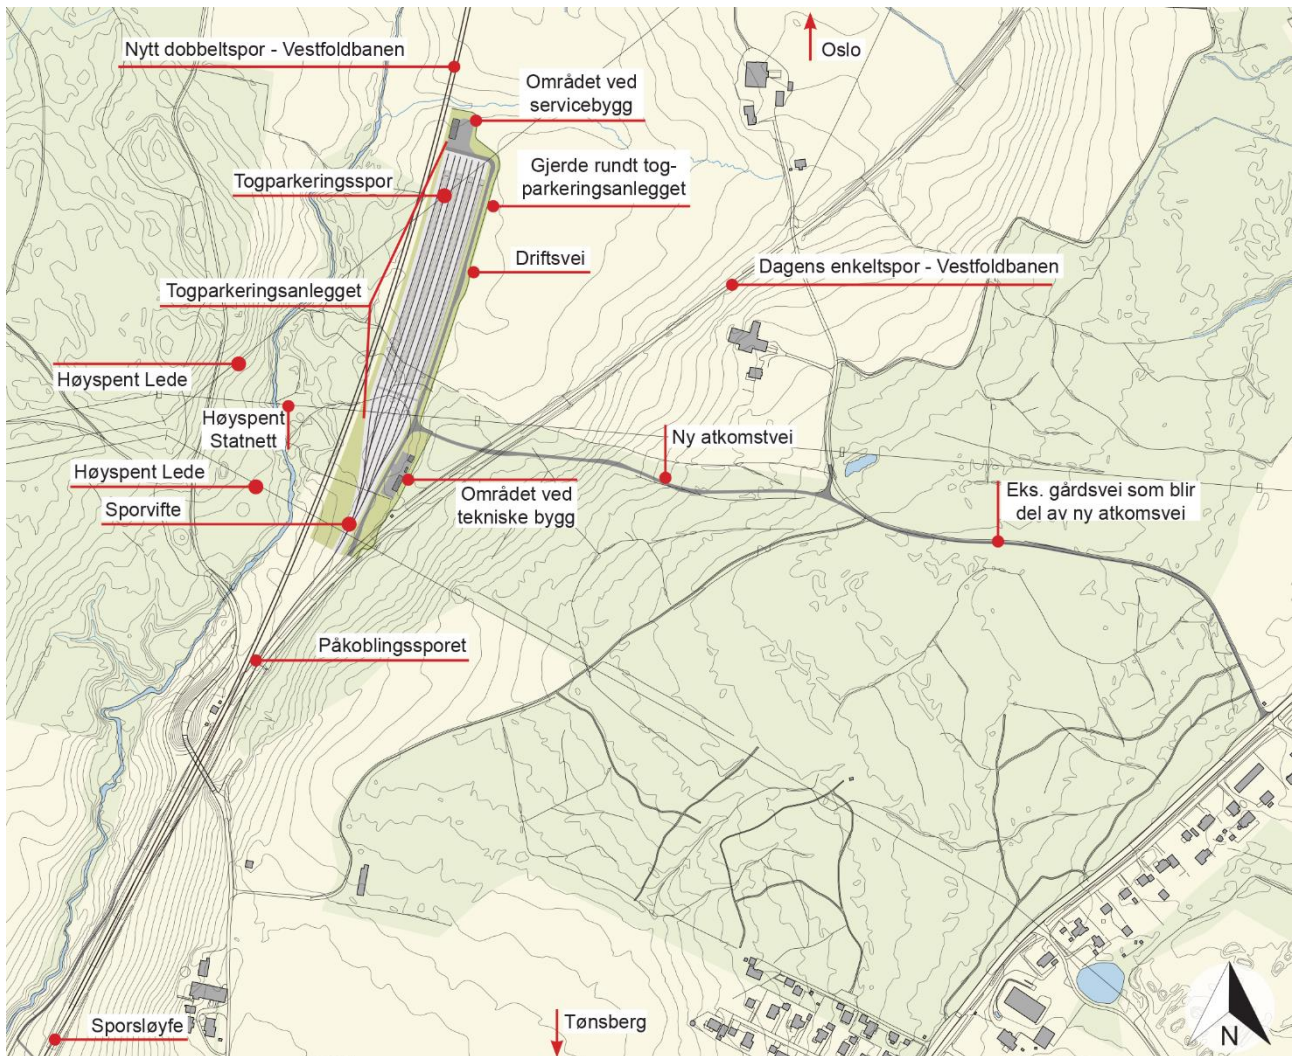 Oslo
Nytt dobbeltspor - Vestfoldbanen
Området ved
servicebygg
Gjerde rundt tog-
parkeringsanlegget
Togparkeringsspor
Driftsvei
Dagens enkeltspor - Vestfoldbanen
Togparkeringsanlegget
Høyspent Lede
Høyspent
Statnett
Ny atkomstvei
Høyspent Lede
Sporvifte
Området ved
tekniske bygg
Eks. gårdsvei som blir
del av ny atkomsvei
Påkoblingssporet
Sporsløyfe
Tønsberg
N